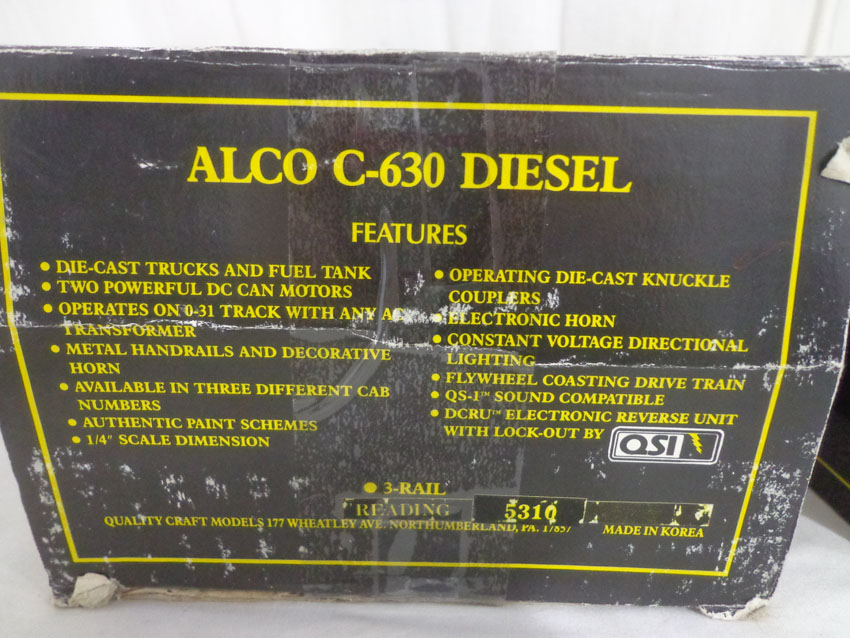 ALCO C-630 DIESEL
FEATURES
• DIE-CAST TRUCKS AND FUEL TANK
• TWO POWERFUL DC CAN MOTORS
• OPERATES ON 0-31 TRACK WITH ANY AC
TRANSFORMER
• METAL HANDRAILS AND DECORATIVE
HORN
• AVAILABLE IN THREE DIFFERENT CAB
NUMBERS
• AUTHENTIC PAINT SCHEMES
• 1/4" SCALE DIMENSION
• OPERATING DIE-CAST KNUCKLE
COUPLERS
• ELECTRONIC HORN
• CONSTANT VOLTAGE DIRECTIONAL
LIGHTING
• FLYWHEEL COASTING DRIVE TRAIN
• QS-1™ SOUND COMPATIBLE
• DCRU™ ELECTRONIC REVERSE UNIT
WITH LOCK-OUT BY QSI
• 3-RAIL
READING 5310
QUALITY CRAFT MODELS 177 WHEATLEY AVE. NORTHUMBERLAND, PA. MADE IN KOREA